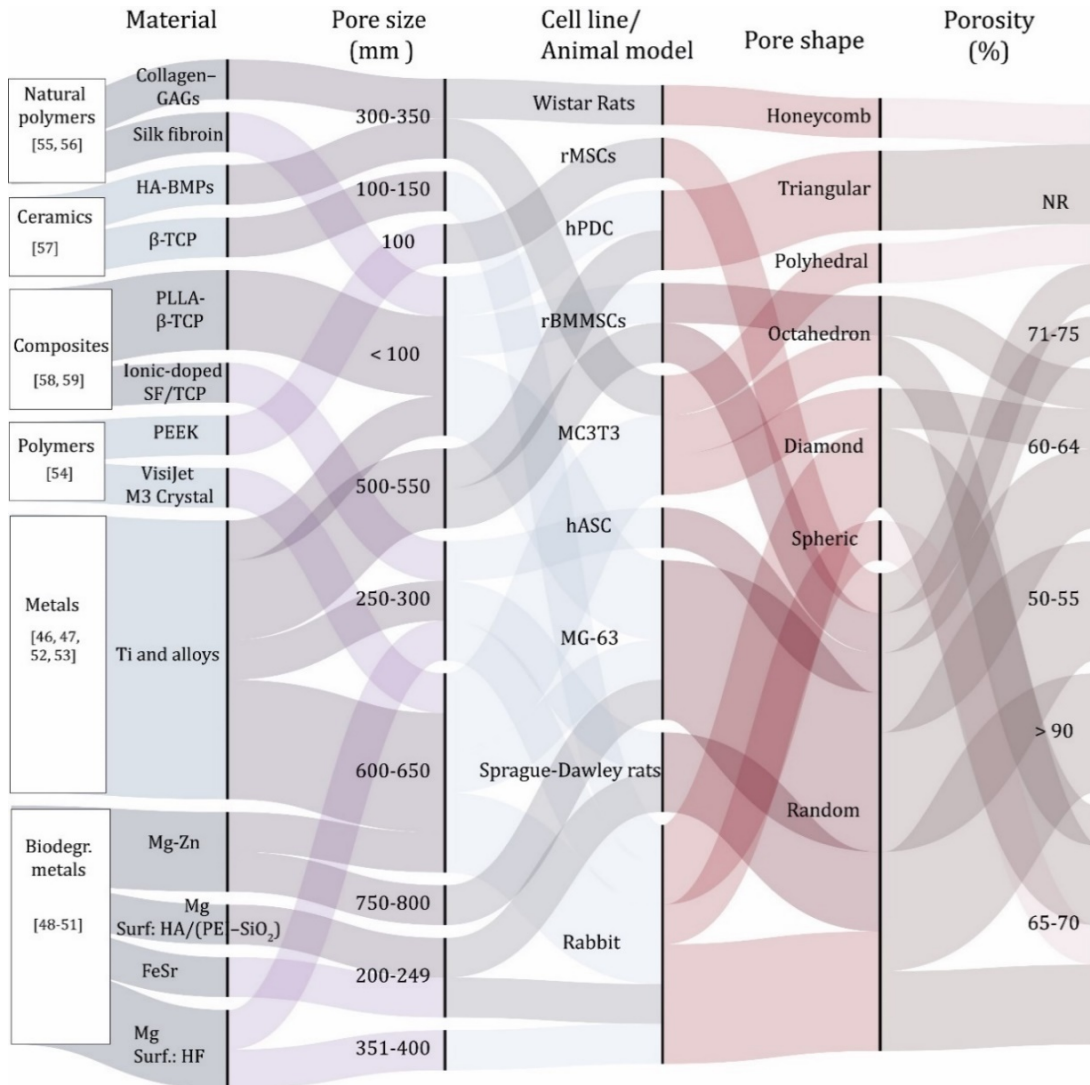 Material
Pore size
(mm )
Cell line/
Animal model
Pore shape
Porosity
(%)
Natural
polymers
[55, 56]
Ceramics
[57]
Composites
[58, 59]
Polymers
[54]
Metals
[46, 47,
52, 53]
Biodegr.
metals
[48-51]
Collagen–
GAGs
Silk fibroin
HA-BMPs
β-TCP
PLLA-
β-TCP
Ionic-doped
SF/TCP
PEEK
VisiJet
M3 Crystal
Ti and alloys
Mg-Zn
Mg
Surf: HA/(PEI–SiO₂)
FeSr
Mg
Surf.: HF
300-350
100-150
100
< 100
500-550
250-300
600-650
750-800
200-249
351-400
Wistar Rats
rMSCs
hPDC
rBMMSCs
MC3T3
hASC
MG-63
Sprague-Dawley rats
Rabbit
Honeycomb
Triangular
Polyhedral
Octahedron
Diamond
Spheric
Random
NR
71-75
60-64
50-55
> 90
65-70